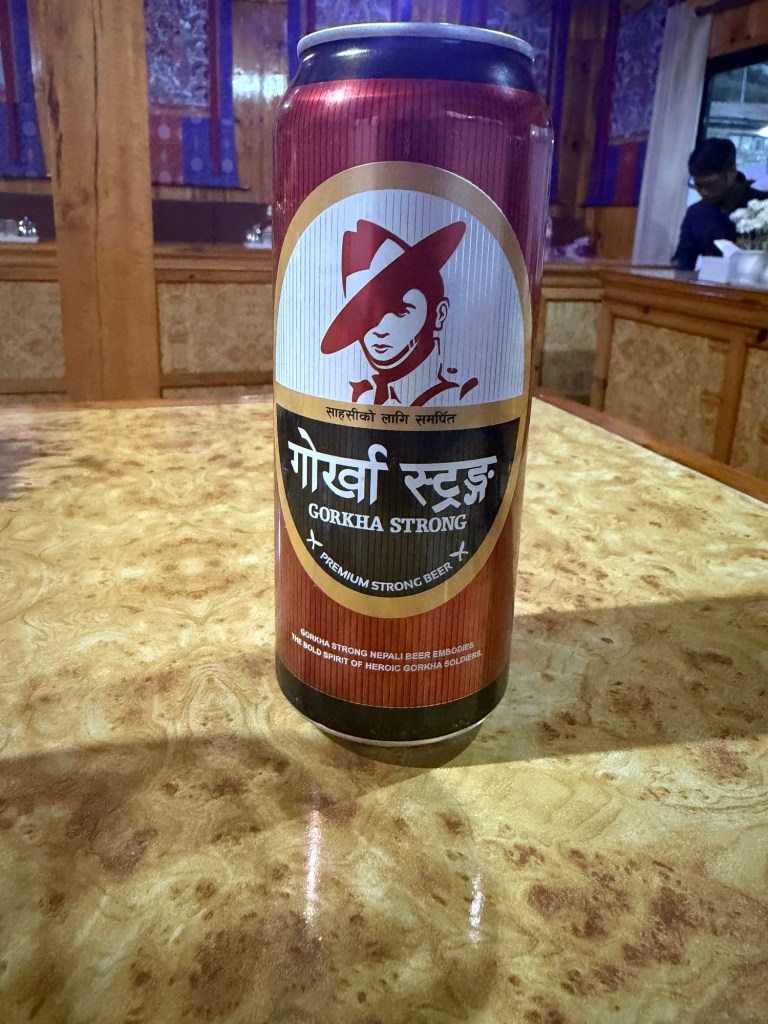 साहसीको लागि समर्पित
गोर्खा स्ट्रङ्ग
GORKHA STRONG
PREMIUM STRONG BEER
GORKHA STRONG NEPALI BEER EMBODIES
THE BOLD SPIRIT OF HEROIC GORKHA SOLDIERS.